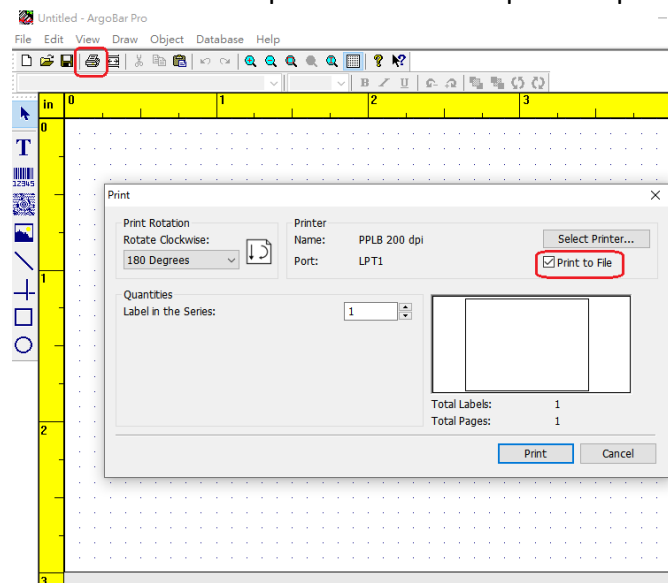 Untitled - ArgoBar Pro
File Edit View Draw Object Database Help
B I U
in 0 1 2 3
0
T
12345
Print
Print Rotation
Rotate Clockwise:
180 Degrees
Printer
Name: PPLB 200 dpi
Select Printer...
Port: LPT1
Print to File
1
Quantities
Label in the Series: 1
Total Labels: 1
Total Pages: 1
2
Print Cancel
3